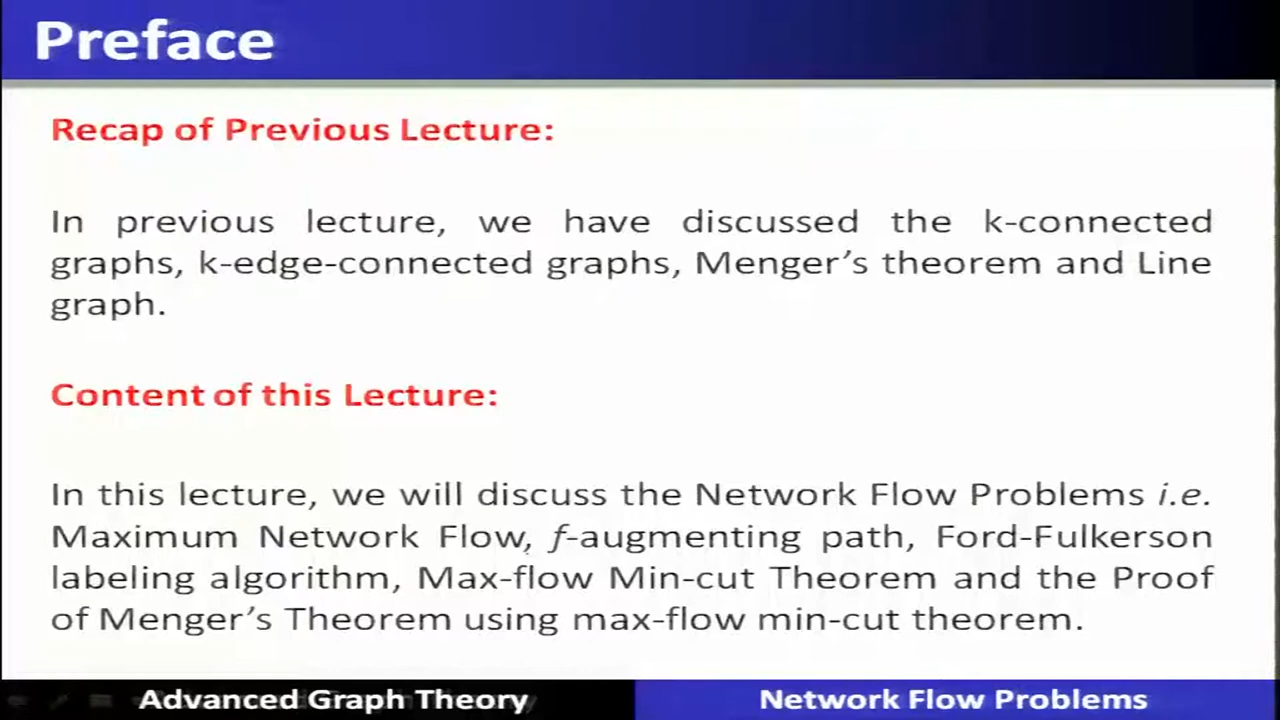 Preface
Recap of Previous Lecture:
In previous lecture, we have discussed the k-connected
graphs, k-edge-connected graphs, Menger's theorem and Line
graph.
Content of this Lecture:
In this lecture, we will discuss the Network Flow Problems i.e.
Maximum Network Flow, f-augmenting path, Ford-Fulkerson
labeling algorithm, Max-flow Min-cut Theorem and the Proof
of Menger's Theorem using max-flow min-cut theorem.
Advanced Graph Theory
Network Flow Problems